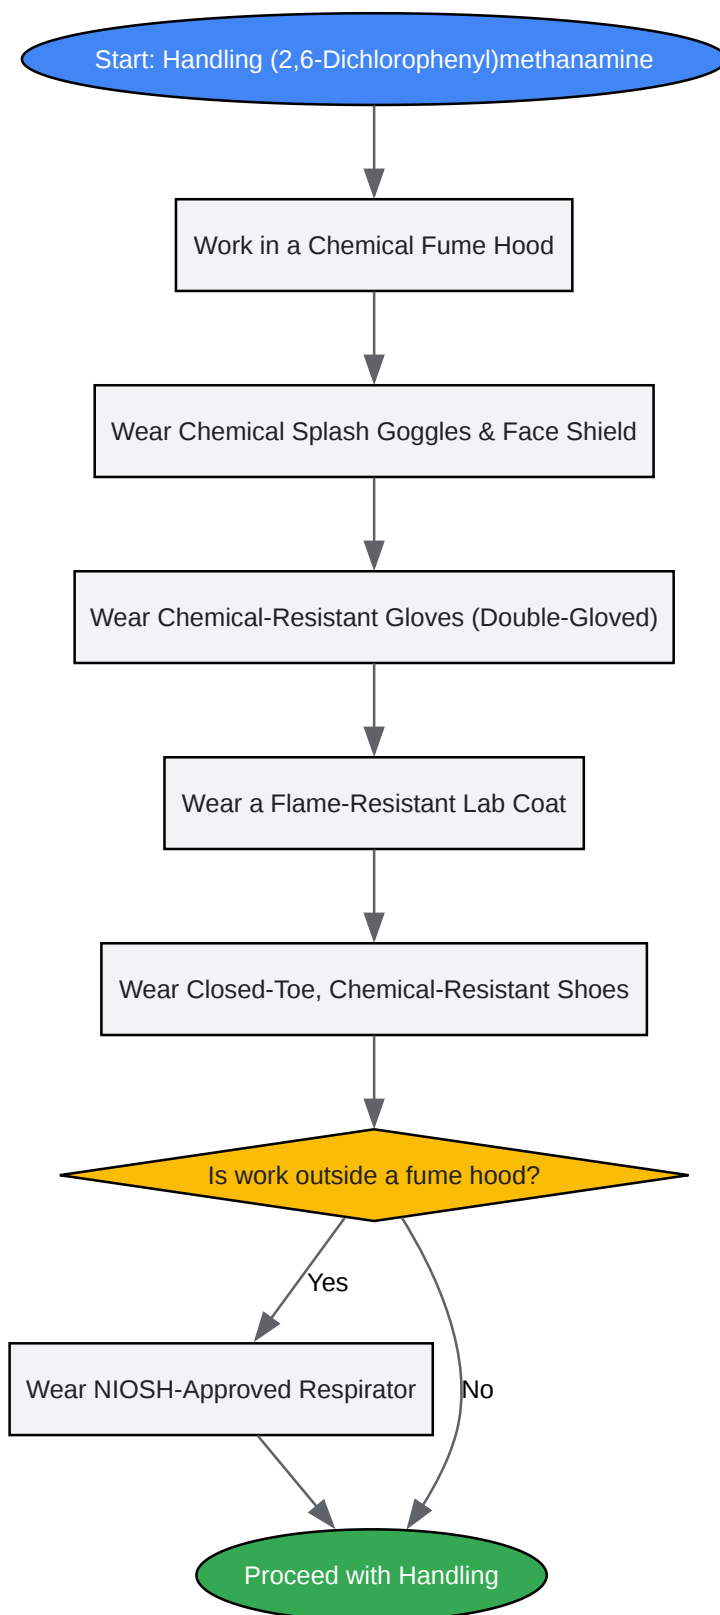 Start: Handling (2,6-Dichlorophenyl)methanamine
Work in a Chemical Fume Hood
Wear Chemical Splash Goggles & Face Shield
Wear Chemical-Resistant Gloves (Double-Gloved)
Wear a Flame-Resistant Lab Coat
Wear Closed-Toe, Chemical-Resistant Shoes
Is work outside a fume hood?
Yes
Wear NIOSH-Approved Respirator
No
Proceed with Handling